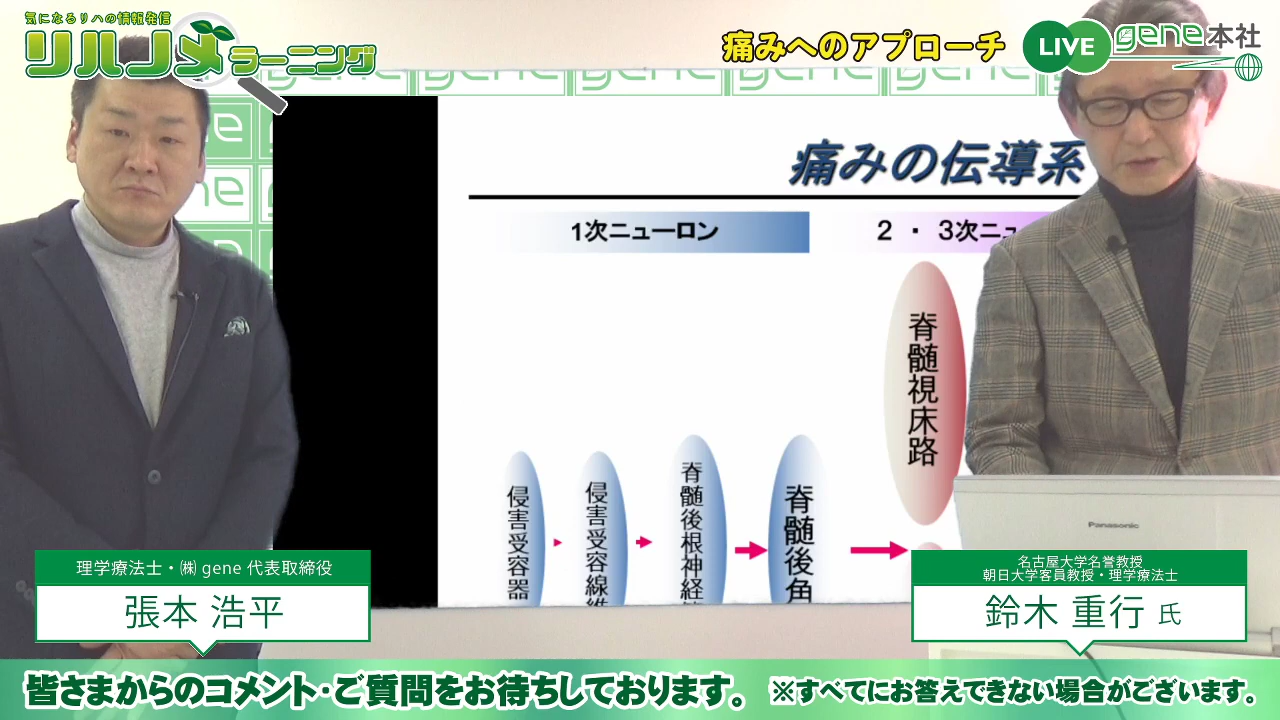 気になるリハの情報発信
リハノメ
ラーニング
痛みへのアプローチ
LIVE
gene本社
痛みの伝導系
1次ニューロン
2・3次ニュ
脊髄視床路
侵害受容器
侵害受容線維
脊髄後根神経
脊髄後角
Panasonic
理学療法士・㈱gene 代表取締役
張本 浩平
名古屋大学名誉教授
朝日大学客員教授・理学療法士
鈴木 重行 氏
皆さまからのコメント・ご質問をお待ちしております。
※すべてにお答えできない場合がございます。